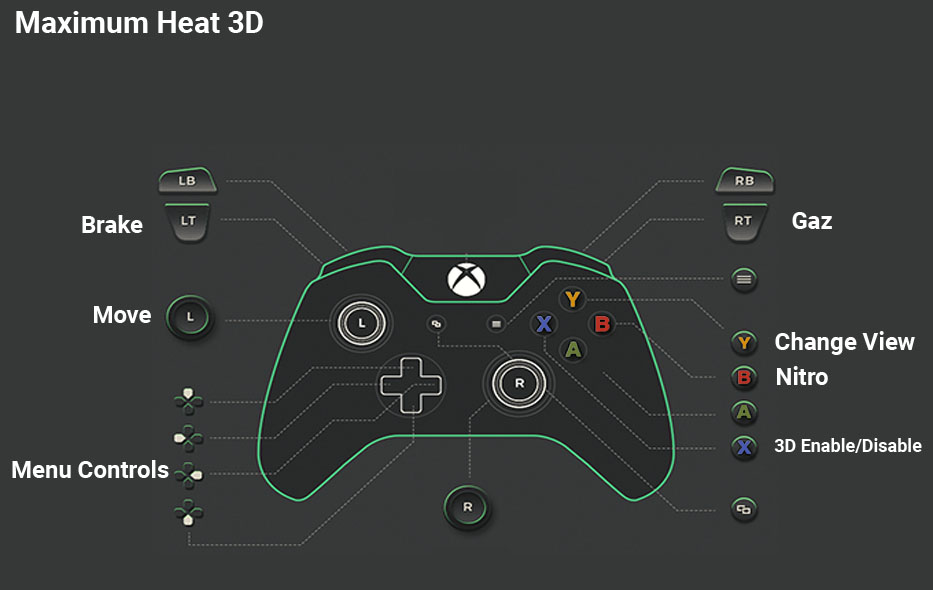 Maximum Heat 3D
LB
RB
Brake
LT
RT
Gaz
Move
L
L
Y
X
B
A
Y
Change View
R
B
Nitro
A
X
3D Enable/Disable
Menu Controls
R